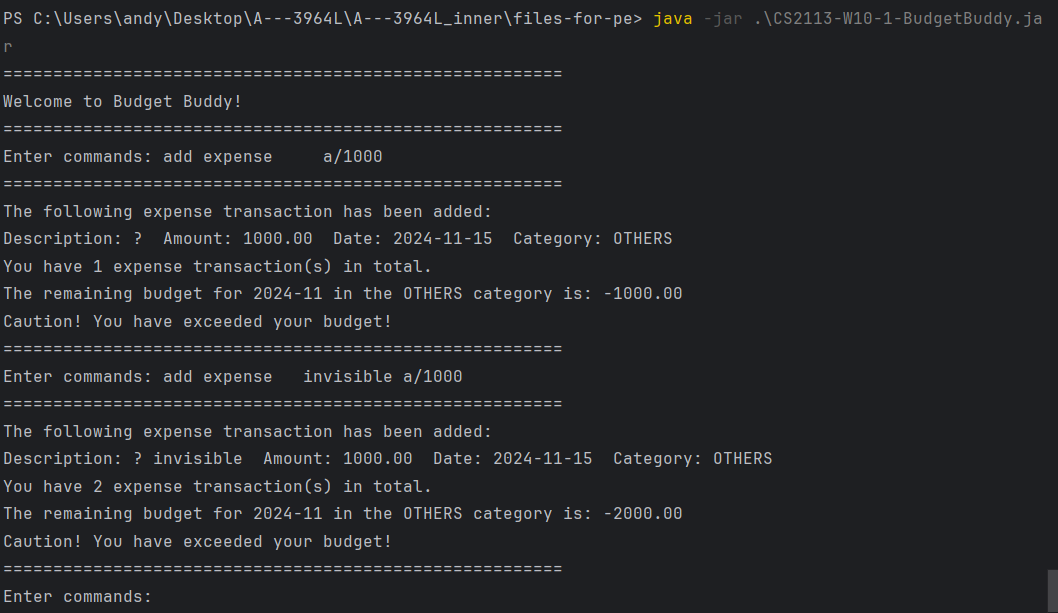 PS C:\Users\andy\Desktop\A---3964L\A---3964L_inner\files-for-pe> java -jar .\CS2113-W10-1-BudgetBuddy.ja
r
========================================================
Welcome to Budget Buddy!
========================================================
Enter commands: add expense     a/1000
========================================================
The following expense transaction has been added:
Description: ?  Amount: 1000.00  Date: 2024-11-15  Category: OTHERS
You have 1 expense transaction(s) in total.
The remaining budget for 2024-11 in the OTHERS category is: -1000.00
Caution! You have exceeded your budget!
========================================================
Enter commands: add expense   invisible a/1000
========================================================
The following expense transaction has been added:
Description: ? invisible  Amount: 1000.00  Date: 2024-11-15  Category: OTHERS
You have 2 expense transaction(s) in total.
The remaining budget for 2024-11 in the OTHERS category is: -2000.00
Caution! You have exceeded your budget!
========================================================
Enter commands: